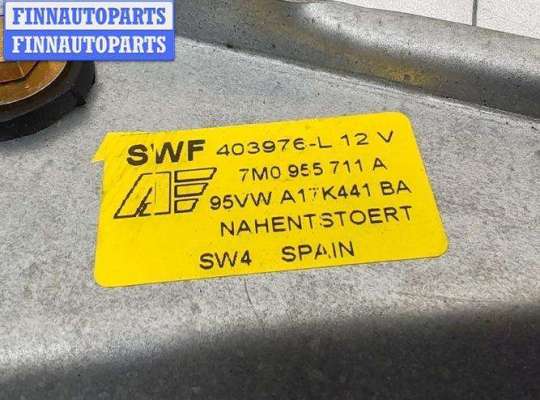 FINNAUTOPARTS
FINNAUTOPARTS
SWF 403976-L 12 V
7M0 955 711 A
95VW A17K441 BA
NAHENTSTOERT
SW4 SPAIN